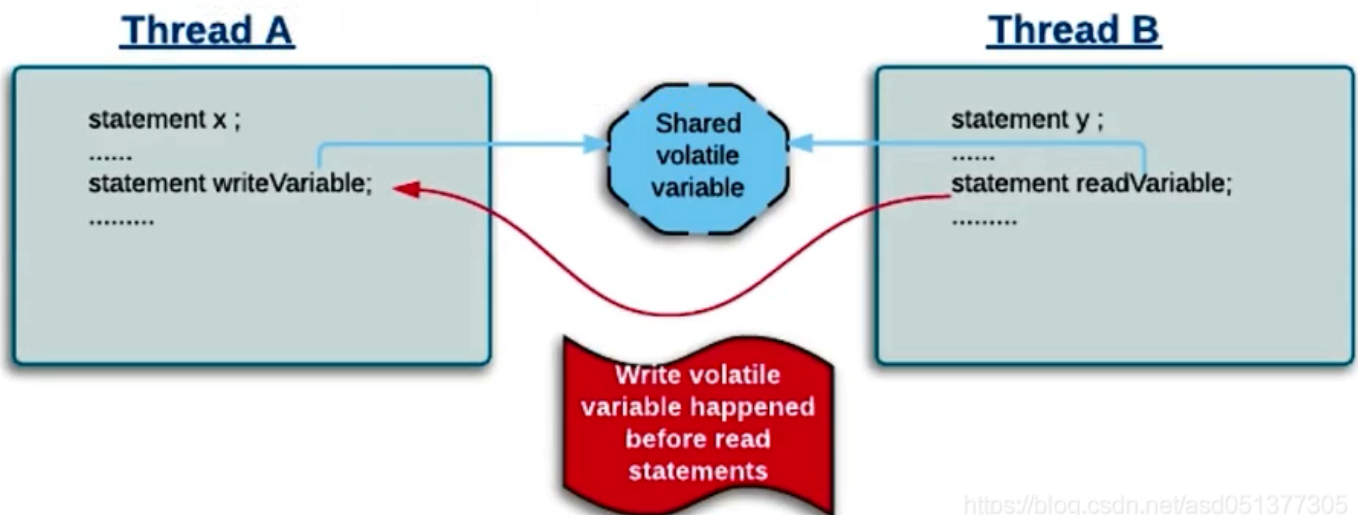 Thread A
Thread B
statement x ;
......
statement writeVariable;
.........
Shared
volatile
variable
statement y ;
......
statement readVariable;
.........
Write volatile
variable happened
before read
statements
https://blog.csdn.net/asd051377305